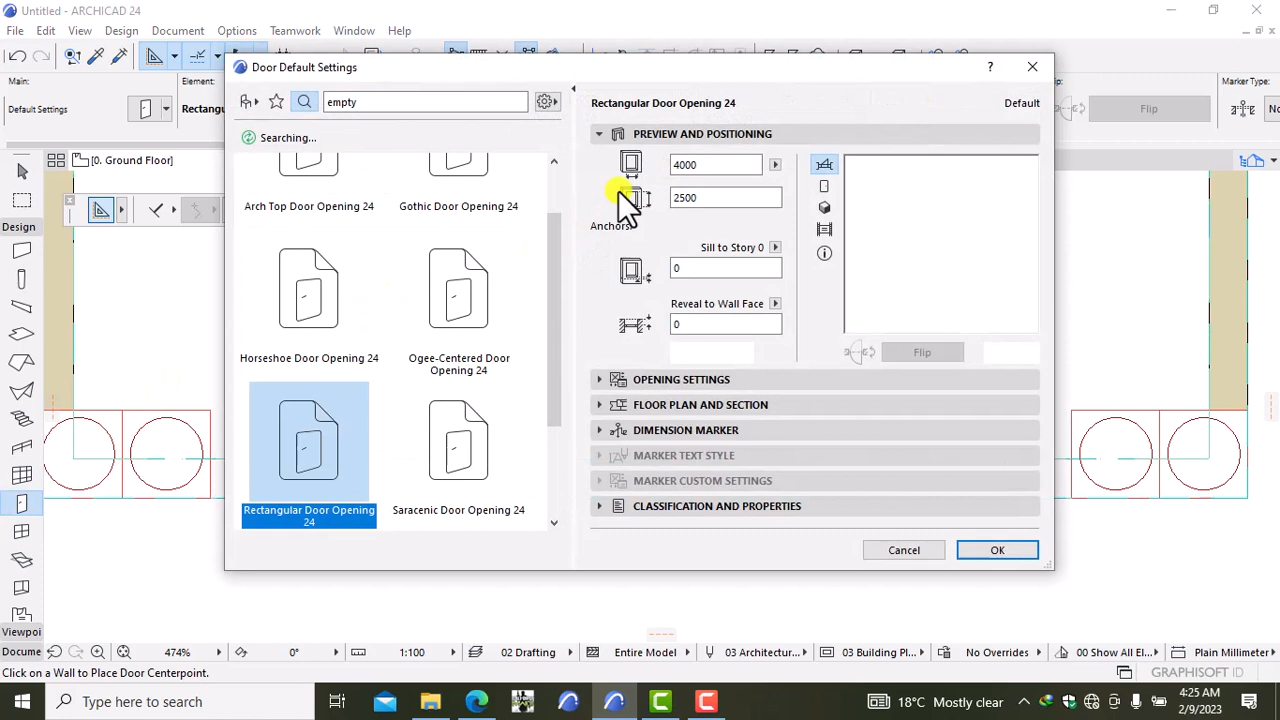 Untitled - ARCHICAD 24
File Edit View Design Document Options Teamwork Window Help
Door Default Settings
?
Main:
Element:
Marker Type:
Default Settings
Rectang
empty
Rectangular Door Opening 24
Default
Flip
No
Searching...
PREVIEW AND POSITIONING
[0. Ground Floor]
4000
Arch Top Door Opening 24
Gothic Door Opening 24
2500
Design
Anchors:
Sill to Story 0
0
Reveal to Wall Face
0
Horseshoe Door Opening 24
Ogee-Centered Door
Opening 24
Flip
OPENING SETTINGS
FLOOR PLAN AND SECTION
DIMENSION MARKER
MARKER TEXT STYLE
MARKER CUSTOM SETTINGS
Rectangular Door Opening
24
Saracenic Door Opening 24
CLASSIFICATION AND PROPERTIES
Cancel
OK
Viewpoi
Docume
474%
0°
1:100
02 Drafting
Entire Model
03 Architectur...
03 Building Pl...
No Overrides
00 Show All El...
Plain Millimeter
Click on a Wall to Place Door Centerpoint.
GRAPHISOFT ID
Type here to search
18°C Mostly clear
4:25 AM
2/9/2023